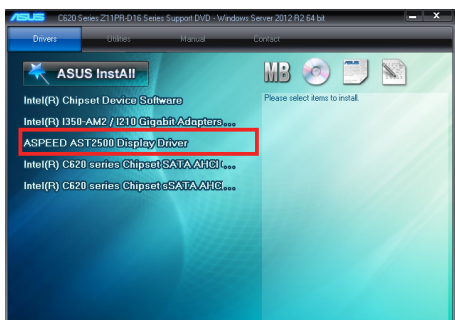 ASUS C620 Series Z11PR-D16 Series Support DVD - Windows Server 2012 R2 64 bit
Drivers Utilities Manual Contact
ASUS InstAll
MB
Intel(R) Chipset Device Software
Please select items to install.
Intel(R) I350-AM2 / I210 Gigabit Adapters...
ASPEED AST2500 Display Driver
Intel(R) C620 series Chipset SATA AHCI ...
Intel(R) C620 series Chipset sSATA AHC...